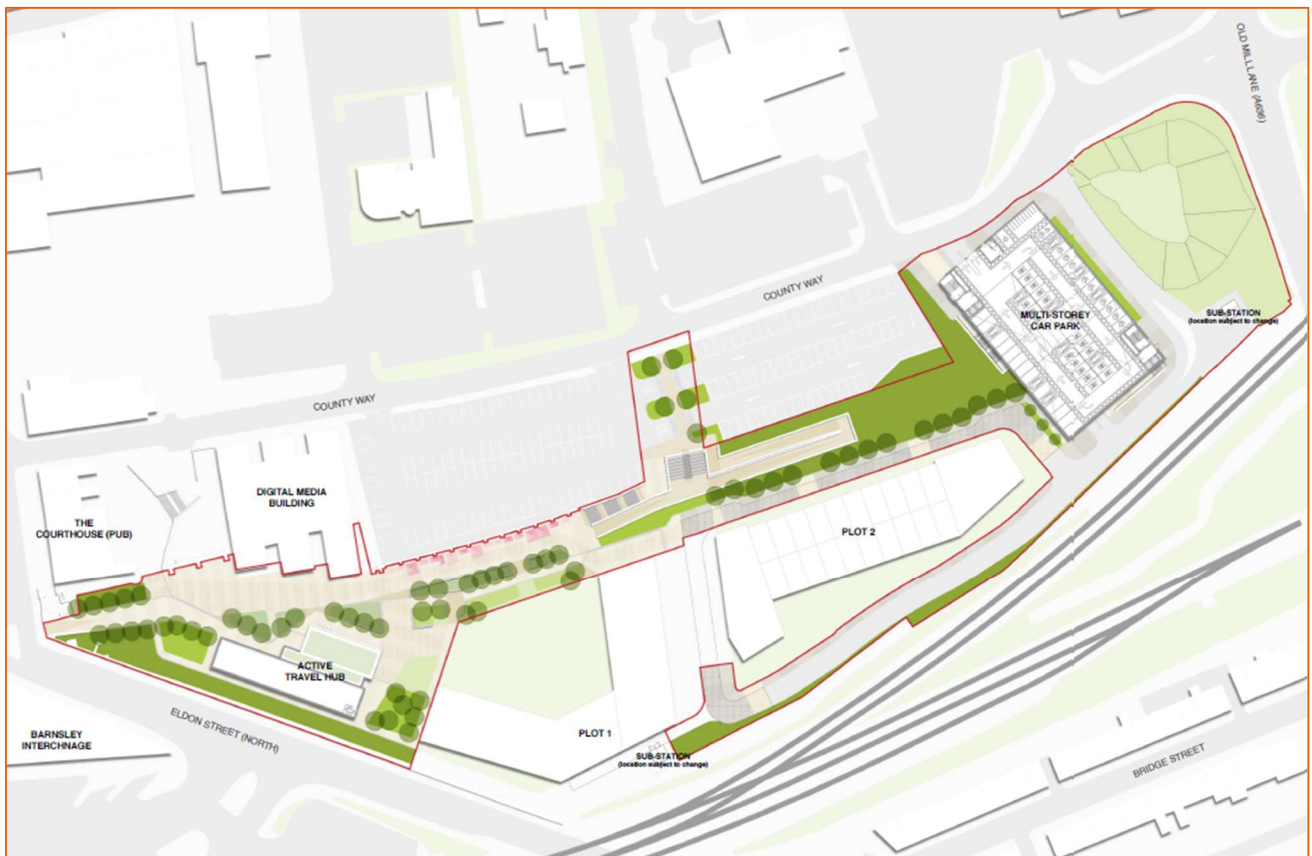 OLD MILL LANE (A636)
COUNTY WAY
MULTI-STOREY
CAR PARK
SUB-STATION
(location subject to change)
COUNTY WAY
DIGITAL MEDIA
BUILDING
THE
COURTHOUSE (PUB)
PLOT 2
ACTIVE
TRAVEL HUB
ELDON STREET (NORTH)
BARNSLEY
INTERCHNAGE
PLOT 1
SUB-STATION
(location subject to change)
BRIDGE STREET